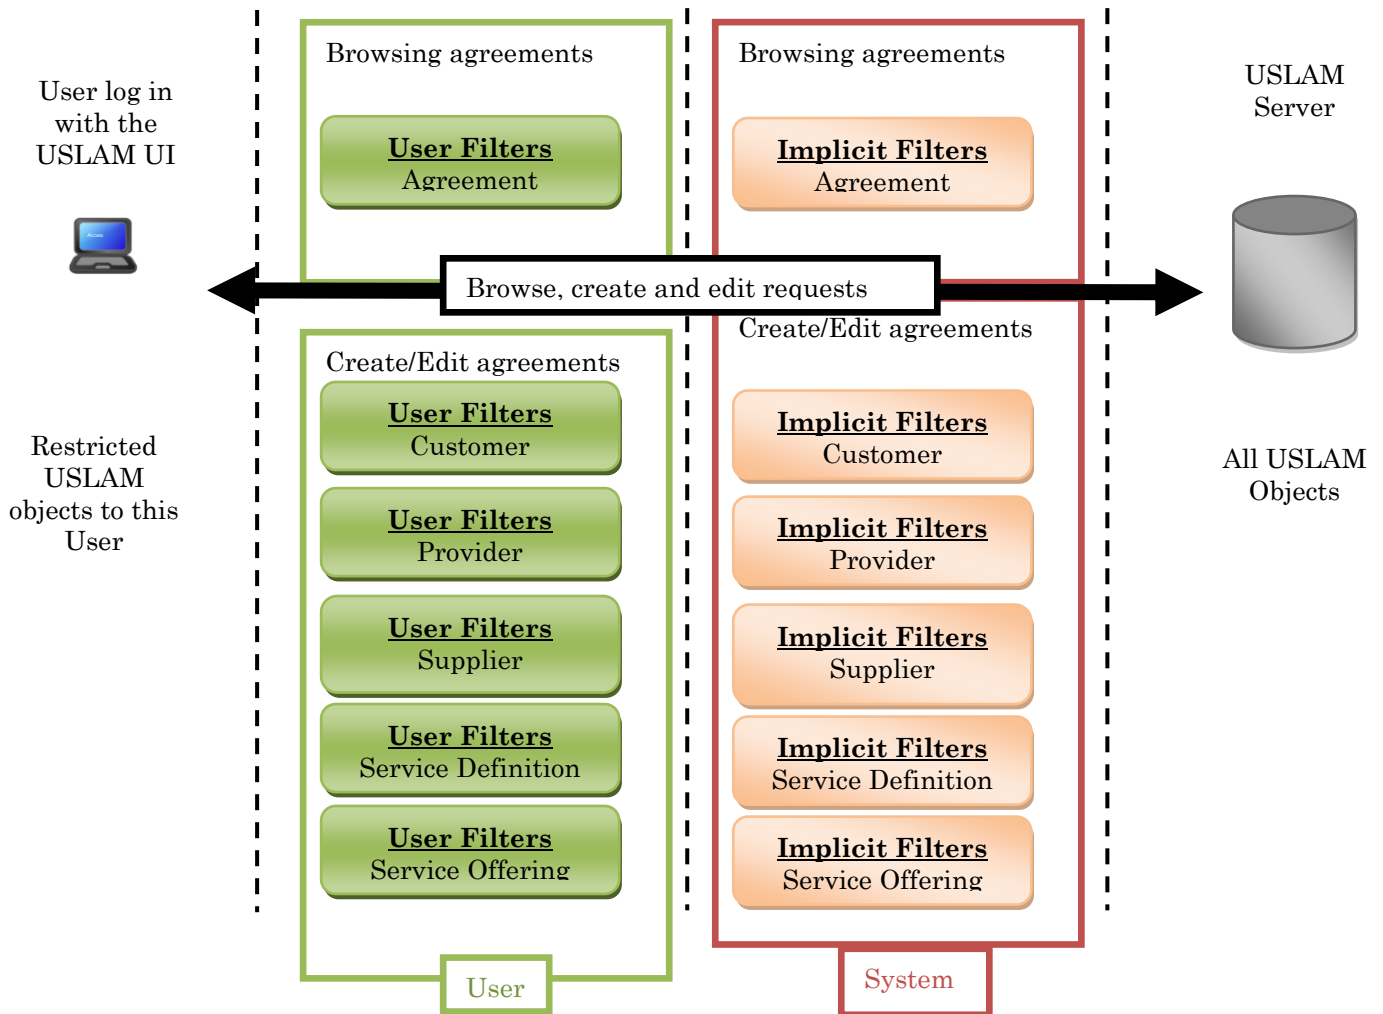 User log in
with the
USLAM UI
Access
Restricted
USLAM
objects to this
User
Browsing agreements
User Filters
Agreement
Browse, create and edit requests
Create/Edit agreements
User Filters
Customer
User Filters
Provider
User Filters
Supplier
User Filters
Service Definition
User Filters
Service Offering
User
Browsing agreements
Implicit Filters
Agreement
Create/Edit agreements
Implicit Filters
Customer
Implicit Filters
Provider
Implicit Filters
Supplier
Implicit Filters
Service Definition
Implicit Filters
Service Offering
System
USLAM
Server
All USLAM
Objects